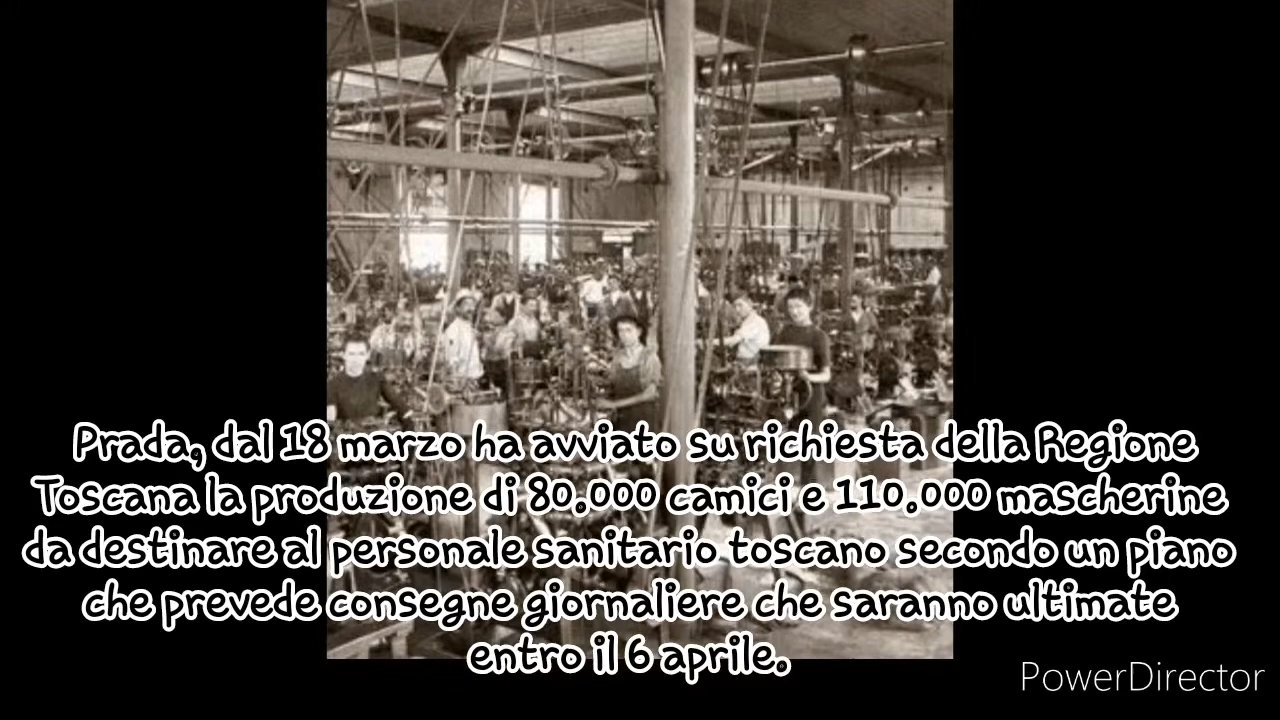 Prada, dal 18 marzo ha avviato su richiesta della Regione
Toscana la produzione di 80.000 camici e 110.000 mascherine
da destinare al personale sanitario toscano secondo un piano
che prevede consegne giornaliere che saranno ultimate
entro il 6 aprile.
PowerDirector